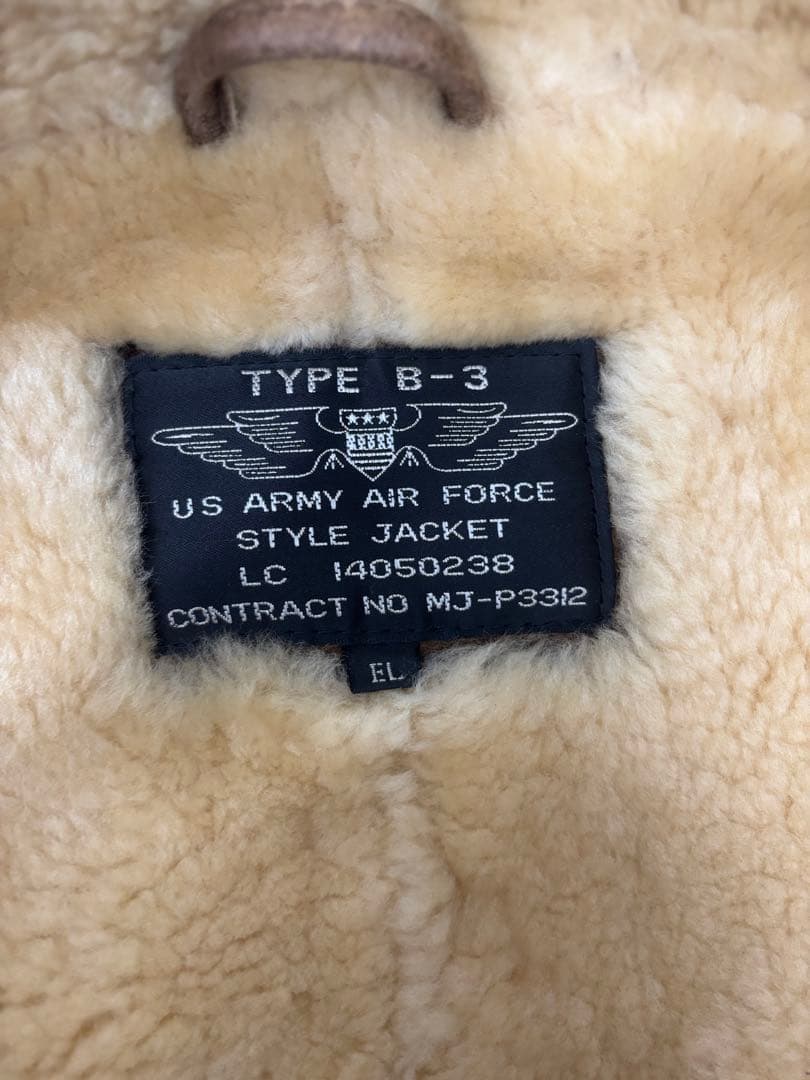 TYPE B-3
US ARMY AIR FORCE
STYLE JACKET
LC 14050238
CONTRACT NO MJ-P3312
EL